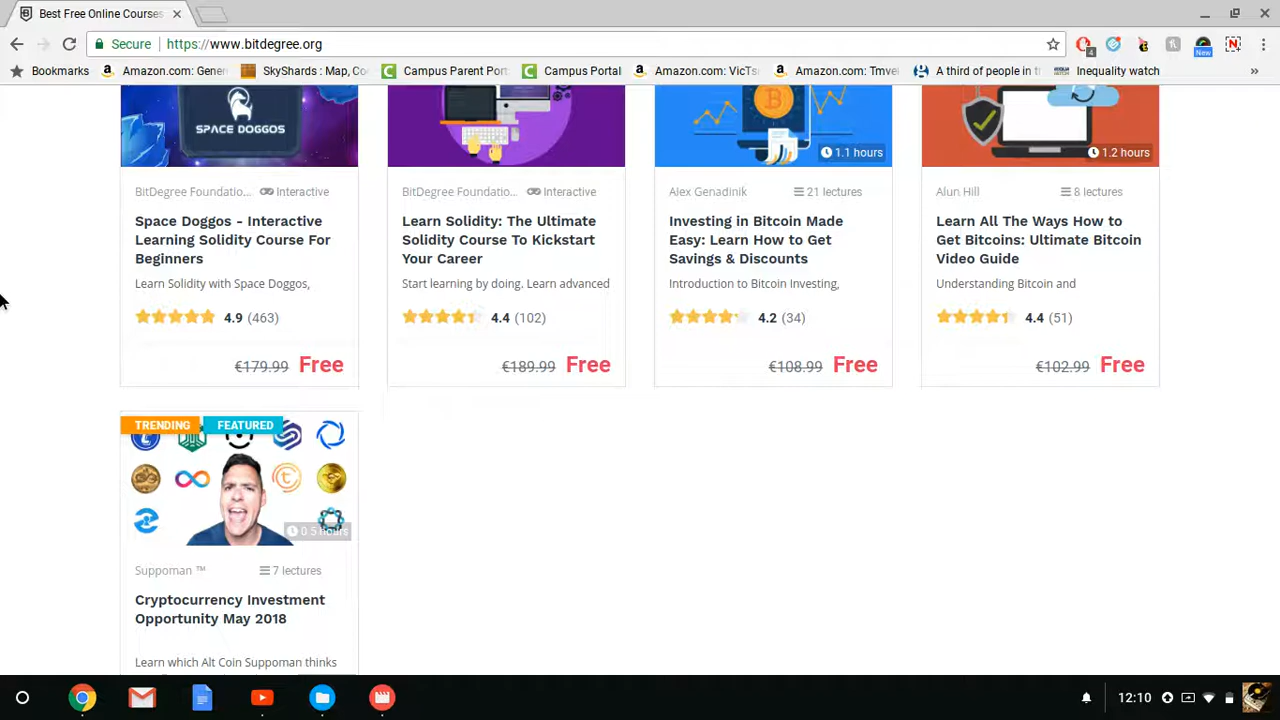 Best Free Online Courses
Secure https://www.bitdegree.org
4
New
Bookmarks Amazon.com: Gener SkyShards : Map, Co Campus Parent Port Campus Portal Amazon.com: VicTs Amazon.com: Tmvel A third of people in t Inequality watch »
SPACE DOGGOS
1.1 hours
1.2 hours
BitDegree Foundatio... Interactive
BitDegree Foundatio... Interactive
Alex Genadinik 21 lectures
Alun Hill 8 lectures
Space Doggos - Interactive
Learning Solidity Course For
Beginners
Learn Solidity: The Ultimate
Solidity Course To Kickstart
Your Career
Investing in Bitcoin Made
Easy: Learn How to Get
Savings & Discounts
Learn All The Ways How to
Get Bitcoins: Ultimate Bitcoin
Video Guide
Learn Solidity with Space Doggos,
Start learning by doing. Learn advanced
Introduction to Bitcoin Investing,
Understanding Bitcoin and
4.9 (463)
4.4 (102)
4.2 (34)
4.4 (51)
€179.99 Free
€189.99 Free
€108.99 Free
€102.99 Free
TRENDING FEATURED
0.5 hours
Suppoman ™ 7 lectures
Cryptocurrency Investment
Opportunity May 2018
Learn which Alt Coin Suppoman thinks
12:10